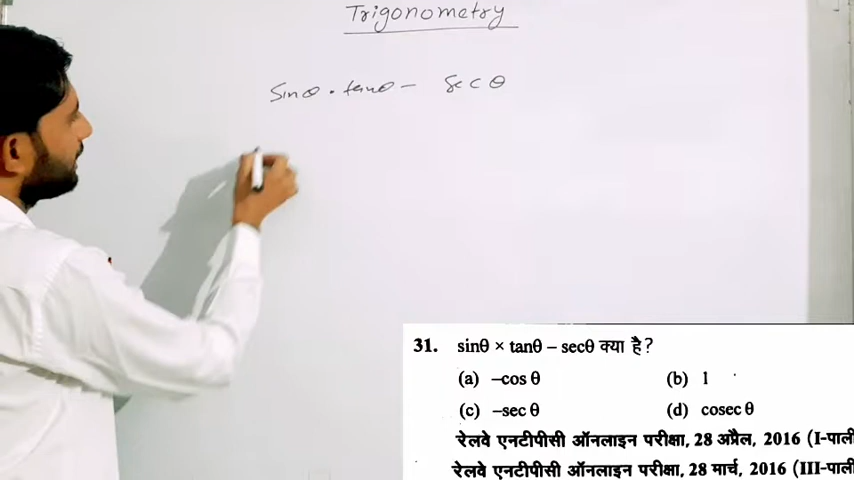 Trigonometry
Sinθ . tanθ - Sec θ
31. sinθ × tanθ – secθ क्या है?
(a) –cos θ (b) 1
(c) –sec θ (d) cosec θ
रेलवे एनटीपीसी ऑनलाइन परीक्षा, 28 अप्रैल, 2016 (I-पाली
रेलवे एनटीपीसी ऑनलाइन परीक्षा, 28 मार्च, 2016 (III-पाली